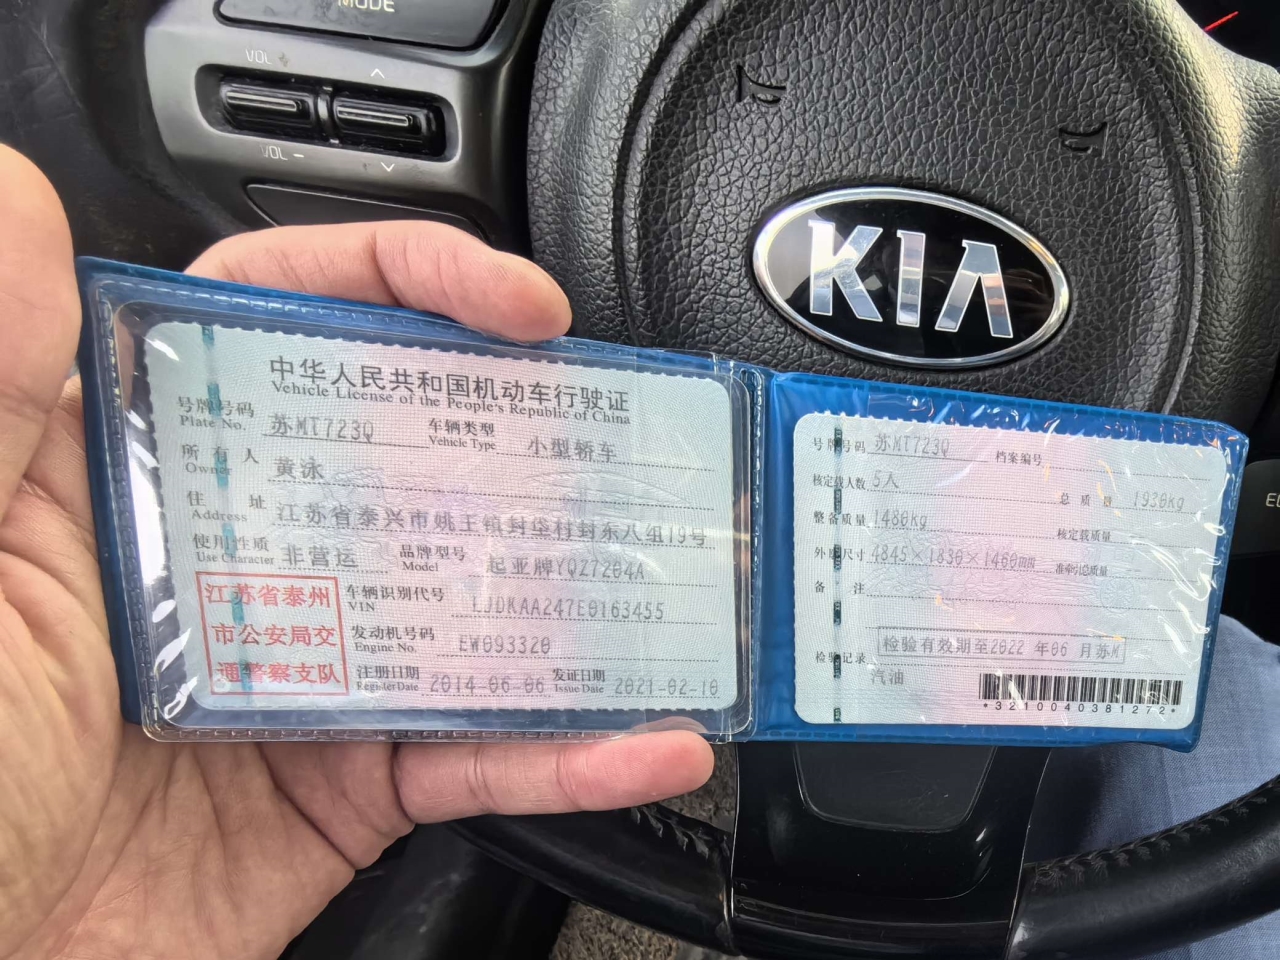 MODE
VOL +
VOL −
KIA
中华人民共和国机动车行驶证
Vehicle License of the People's Republic of China
号牌号码 苏MT723Q 车辆类型 小型轿车
Plate No. Vehicle Type
所有人 黄泳
Owner
住址 江苏省泰兴市姚王镇封垈村封东八组19号
Address
使用性质 非营运 品牌型号 起亚牌YQZ7204A
Use Character Model
江苏省泰州
市公安局交
通警察支队
车辆识别代号 LJDKAA247E0163455
VIN
发动机号码 EW093320
Engine No.
注册日期 2014-06-06 发证日期 2021-02-10
Register Date Issue Date
号牌号码 苏MT723Q 档案编号
核定载人数 5人 总质量 1930kg
整备质量 1480kg 核定载质量
外廓尺寸 4845×1830×1460mm 准牵引总质量
备注
检验有效期至2022年06月苏M
检验记录
汽油
*3210040381272*